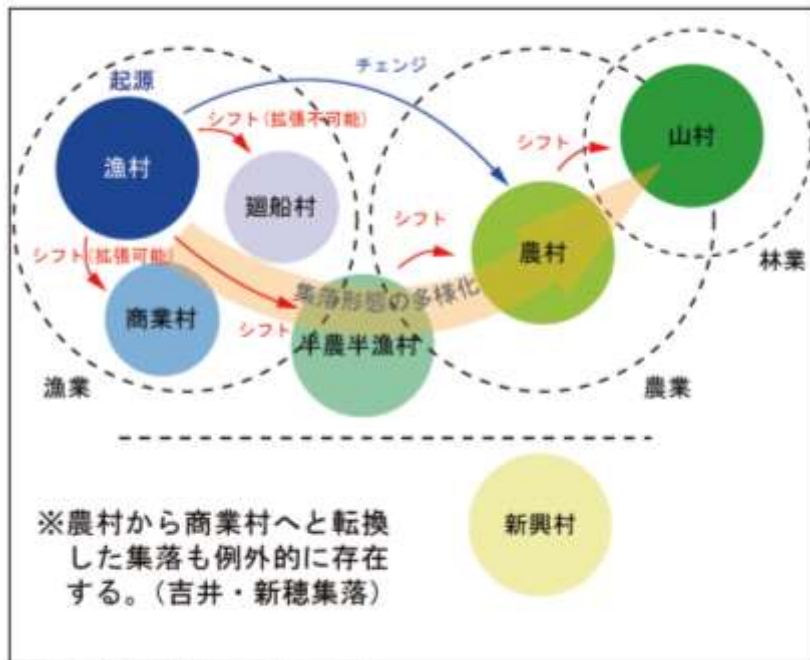 起源
チェンジ
漁村
シフト(拡張不可能)
廻船村
シフト
山村
シフト(拡張可能)
シフト
農村
林業
商業村
シフト
集落形態の多様化
半農半漁村
漁業
農業
※農村から商業村へと転換
した集落も例外的に存在
する。(吉井・新穂集落)
新興村